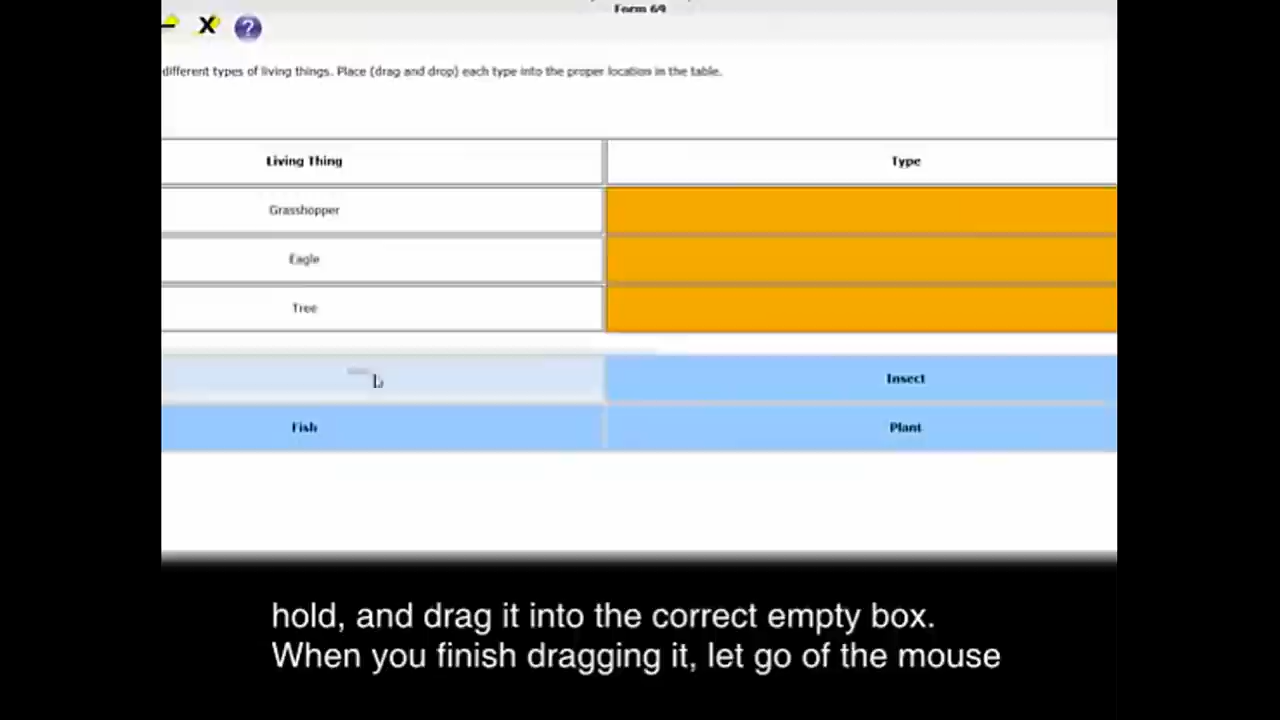 Form 69
X
?
different types of living things. Place (drag and drop) each type into the proper location in the table.
Living Thing
Type
Grasshopper
Eagle
Tree
Insect
Fish
Plant
hold, and drag it into the correct empty box.
When you finish dragging it, let go of the mouse